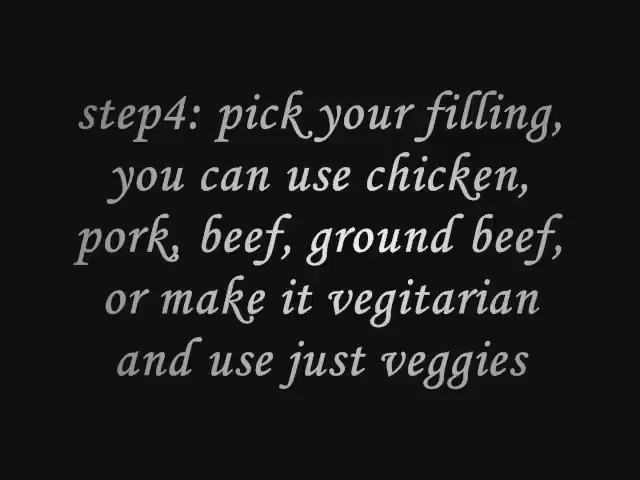 step4: pick your filling,
you can use chicken,
pork, beef, ground beef,
or make it vegitarian
and use just veggies